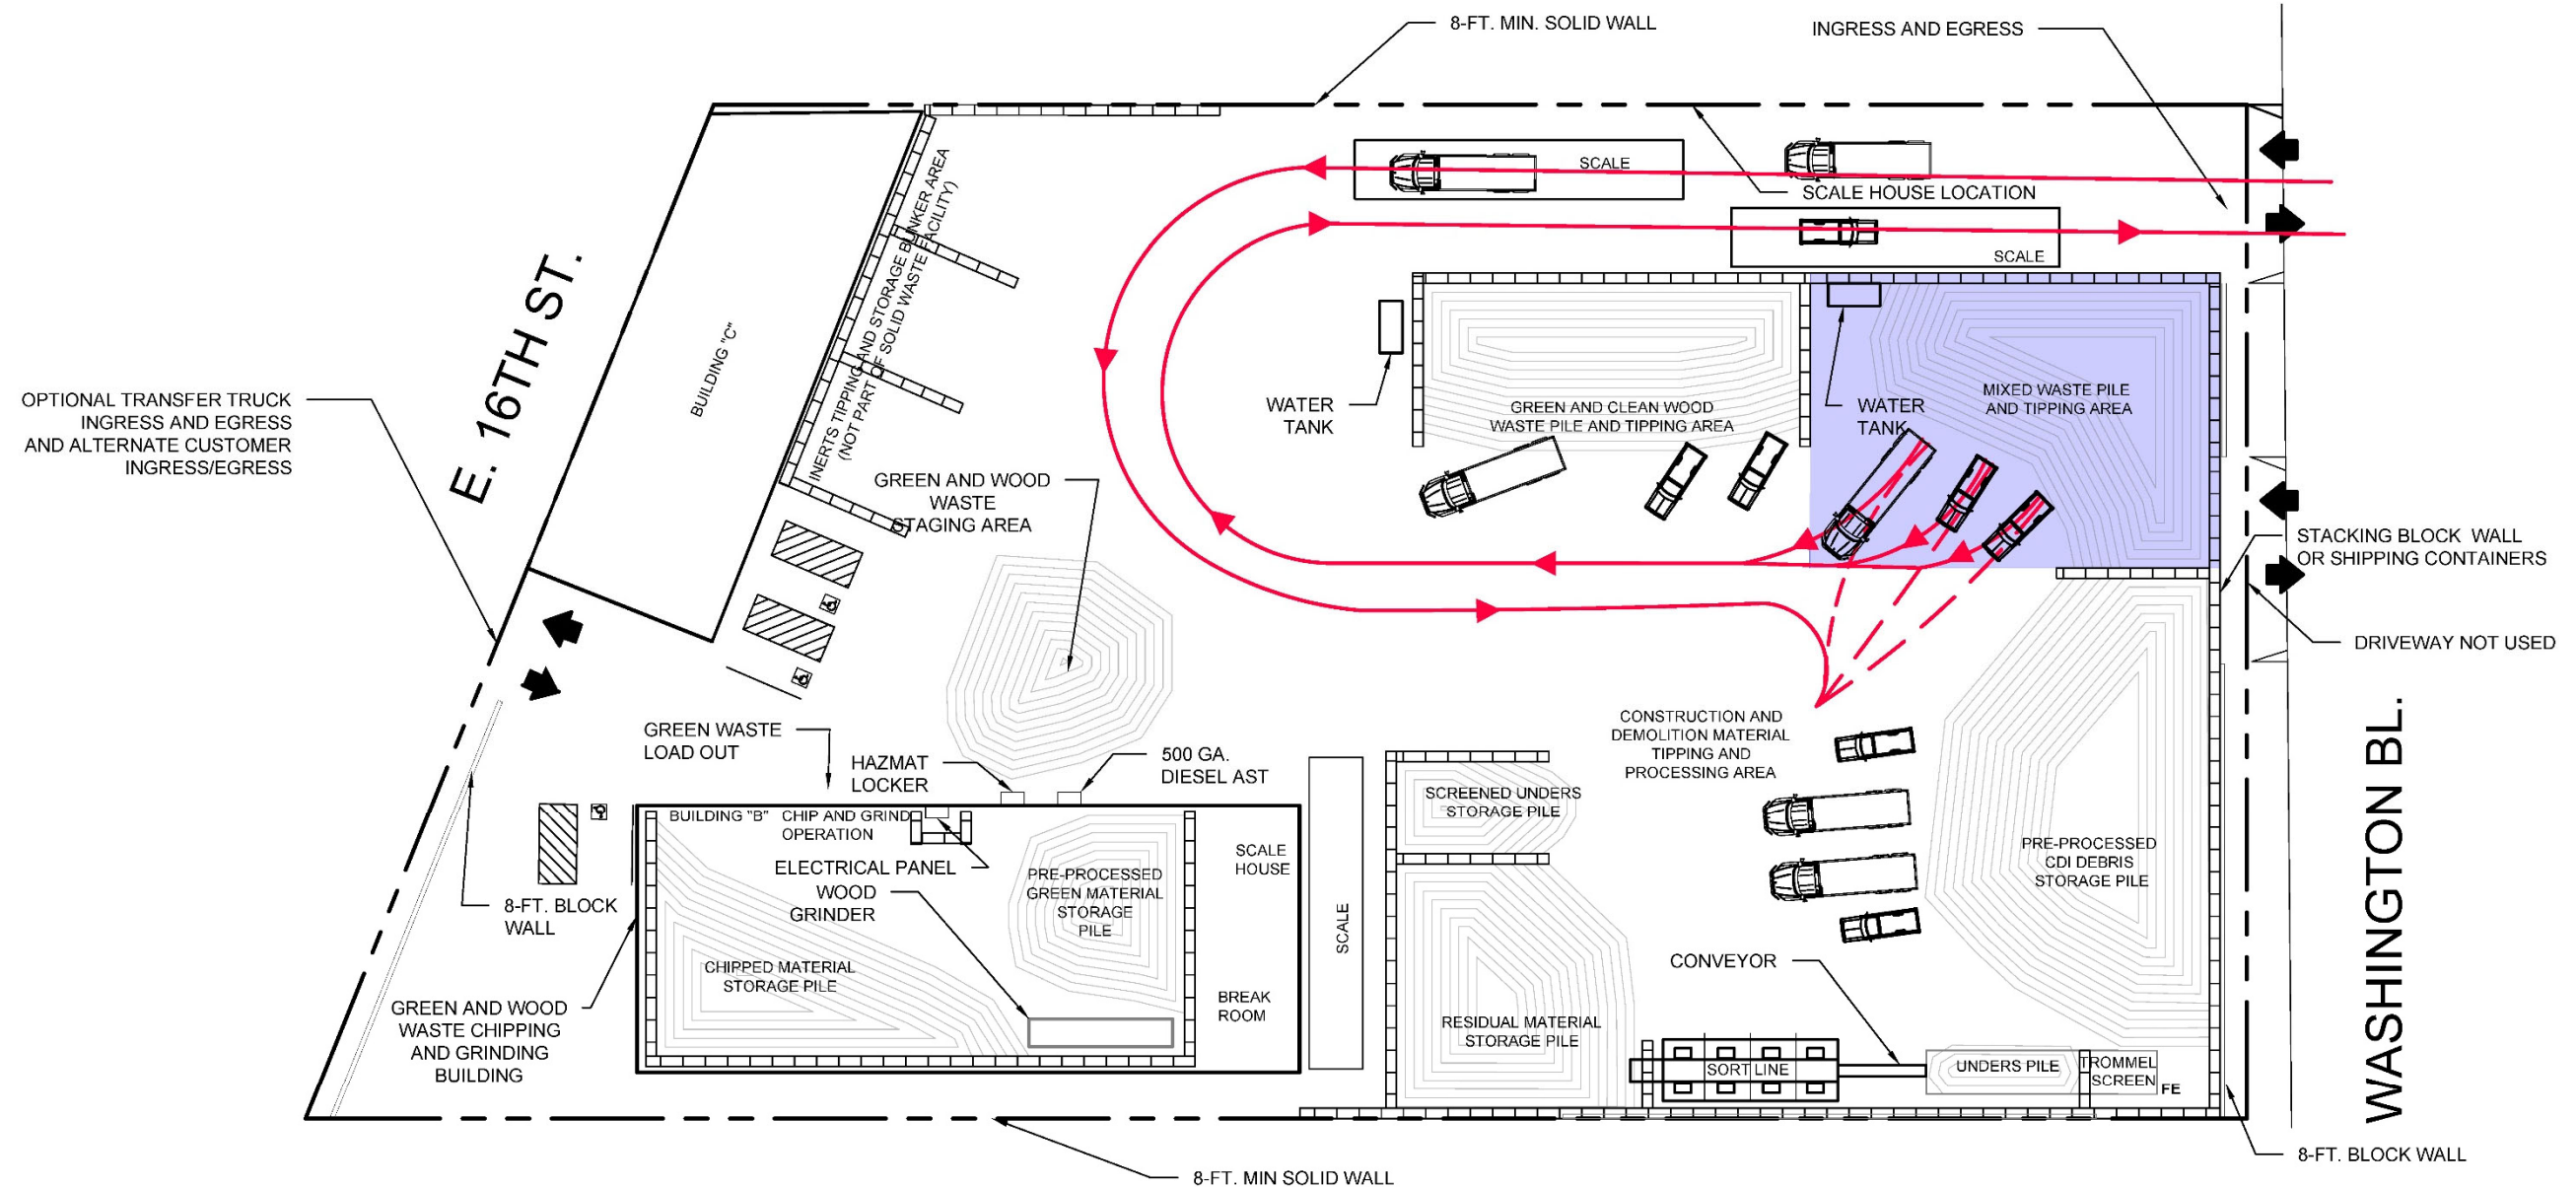 8-FT. MIN. SOLID WALL
INGRESS AND EGRESS
SCALE
SCALE HOUSE LOCATION
SCALE
E. 16TH ST.
BUILDING "C"
INERTS TIPPING AND STORAGE BUNKER AREA
(NOT PART OF SOLID WASTE FACILITY)
OPTIONAL TRANSFER TRUCK
INGRESS AND EGRESS
AND ALTERNATE CUSTOMER
INGRESS/EGRESS
WATER
TANK
GREEN AND CLEAN WOOD
WASTE PILE AND TIPPING AREA
WATER
TANK
MIXED WASTE PILE
AND TIPPING AREA
GREEN AND WOOD
WASTE
STAGING AREA
STACKING BLOCK WALL
OR SHIPPING CONTAINERS
DRIVEWAY NOT USED
WASHINGTON BL.
GREEN WASTE
LOAD OUT
HAZMAT
LOCKER
500 GA.
DIESEL AST
CONSTRUCTION AND
DEMOLITION MATERIAL
TIPPING AND
PROCESSING AREA
SCREENED UNDERS
STORAGE PILE
BUILDING "B"
CHIP AND GRIND
OPERATION
ELECTRICAL PANEL
WOOD
GRINDER
PRE-PROCESSED
GREEN MATERIAL
STORAGE
PILE
SCALE
HOUSE
SCALE
PRE-PROCESSED
CDI DEBRIS
STORAGE PILE
8-FT. BLOCK
WALL
CHIPPED MATERIAL
STORAGE PILE
BREAK
ROOM
CONVEYOR
GREEN AND WOOD
WASTE CHIPPING
AND GRINDING
BUILDING
RESIDUAL MATERIAL
STORAGE PILE
SORT LINE
UNDERS PILE
TROMMEL
SCREEN
FE
8-FT. MIN SOLID WALL
8-FT. BLOCK WALL